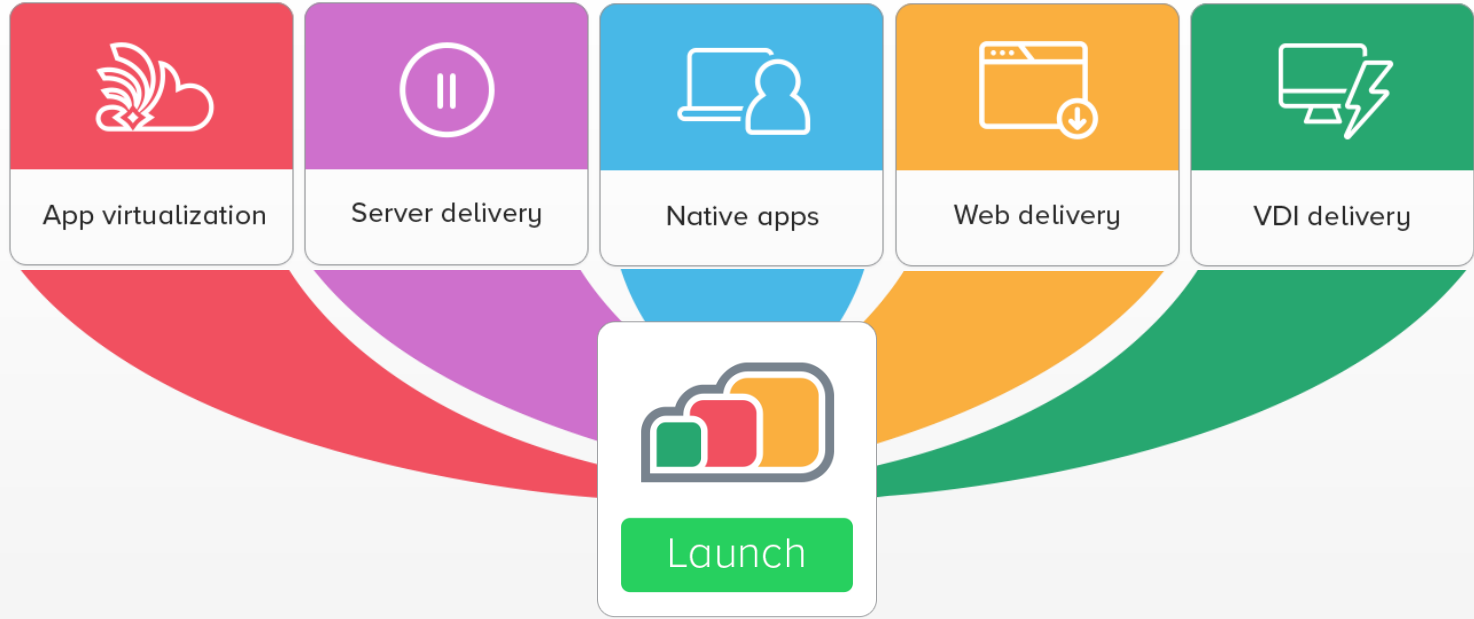 App virtualization
Server delivery
Native apps
Web delivery
VDI delivery
Launch